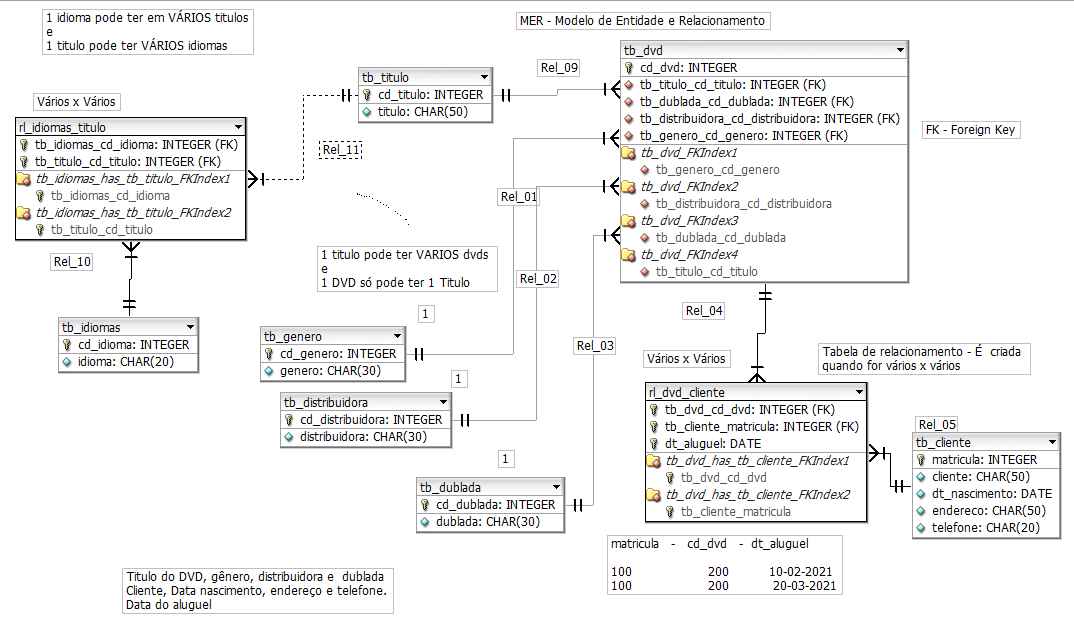 1 idioma pode ter em VÁRIOS titulos
e
1 titulo pode ter VÁRIOS idiomas
MER - Modelo de Entidade e Relacionamento
Vários x Vários
rl_idiomas_titulo
tb_idiomas_cd_idioma: INTEGER (FK)
tb_titulo_cd_titulo: INTEGER (FK)
tb_idiomas_has_tb_titulo_FKIndex1
tb_idiomas_cd_idioma
tb_idiomas_has_tb_titulo_FKIndex2
tb_titulo_cd_titulo
Rel_10
tb_idiomas
cd_idioma: INTEGER
idioma: CHAR(20)
tb_titulo
cd_titulo: INTEGER
titulo: CHAR(50)
Rel_11
Rel_09
tb_dvd
cd_dvd: INTEGER
tb_titulo_cd_titulo: INTEGER (FK)
tb_dublada_cd_dublada: INTEGER (FK)
tb_distribuidora_cd_distribuidora: INTEGER (FK)
tb_genero_cd_genero: INTEGER (FK)
tb_dvd_FKIndex1
tb_genero_cd_genero
tb_dvd_FKIndex2
tb_distribuidora_cd_distribuidora
tb_dvd_FKIndex3
tb_dublada_cd_dublada
tb_dvd_FKIndex4
tb_titulo_cd_titulo
FK - Foreign Key
Rel_01
1 titulo pode ter VARIOS dvds
e
1 DVD só pode ter 1 Titulo
Rel_02
Rel_03
Rel_04
1
tb_genero
cd_genero: INTEGER
genero: CHAR(30)
1
tb_distribuidora
cd_distribuidora: INTEGER
distribuidora: CHAR(30)
1
tb_dublada
cd_dublada: INTEGER
dublada: CHAR(30)
Vários x Vários
Tabela de relacionamento - É criada
quando for vários x vários
rl_dvd_cliente
tb_dvd_cd_dvd: INTEGER (FK)
tb_cliente_matricula: INTEGER (FK)
dt_aluguel: DATE
tb_dvd_has_tb_cliente_FKIndex1
tb_dvd_cd_dvd
tb_dvd_has_tb_cliente_FKIndex2
tb_cliente_matricula
Rel_05
tb_cliente
matricula: INTEGER
cliente: CHAR(50)
dt_nascimento: DATE
endereco: CHAR(50)
telefone: CHAR(20)
matricula - cd_dvd - dt_aluguel
100 200 10-02-2021
100 200 20-03-2021
Titulo do DVD, gênero, distribuidora e dublada
Cliente, Data nascimento, endereço e telefone.
Data do aluguel